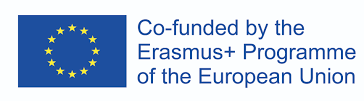 Co-funded by the
Erasmus+ Programme
of the European Union